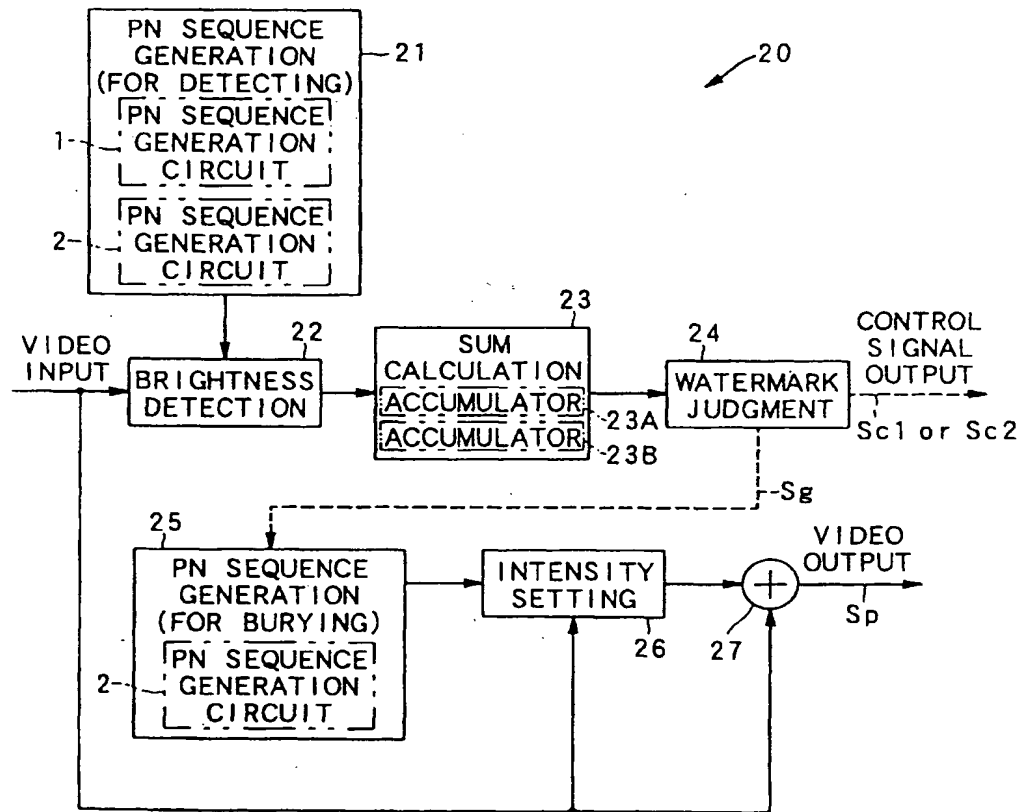 PN SEQUENCE
GENERATION
(FOR DETECTING)
21
20
PN SEQUENCE
GENERATION
CIRCUIT
1
PN SEQUENCE
GENERATION
CIRCUIT
2
VIDEO
INPUT
22
BRIGHTNESS
DETECTION
23
SUM
CALCULATION
ACCUMULATOR
23A
ACCUMULATOR
23B
24
WATERMARK
JUDGMENT
CONTROL
SIGNAL
OUTPUT
Sc1 or Sc2
Sg
25
PN SEQUENCE
GENERATION
(FOR BURYING)
PN SEQUENCE
GENERATION
CIRCUIT
2
INTENSITY
SETTING
26
+
27
VIDEO
OUTPUT
Sp